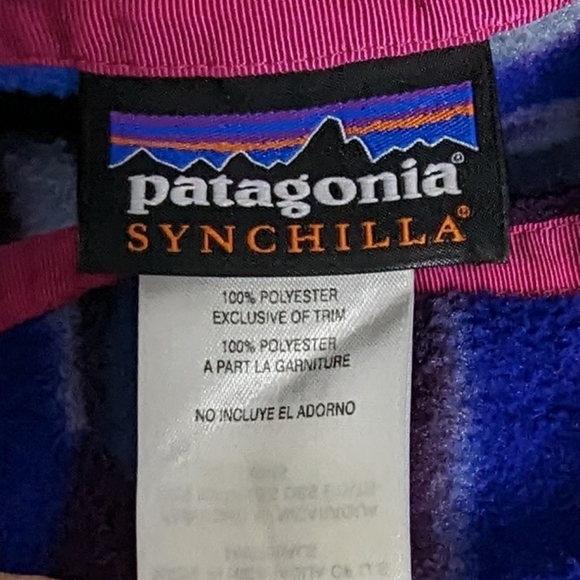 patagonia®
SYNCHILLA®
100% POLYESTER
EXCLUSIVE OF TRIM
100% POLYESTER
A PART LA GARNITURE
NO INCLUYE EL ADORNO